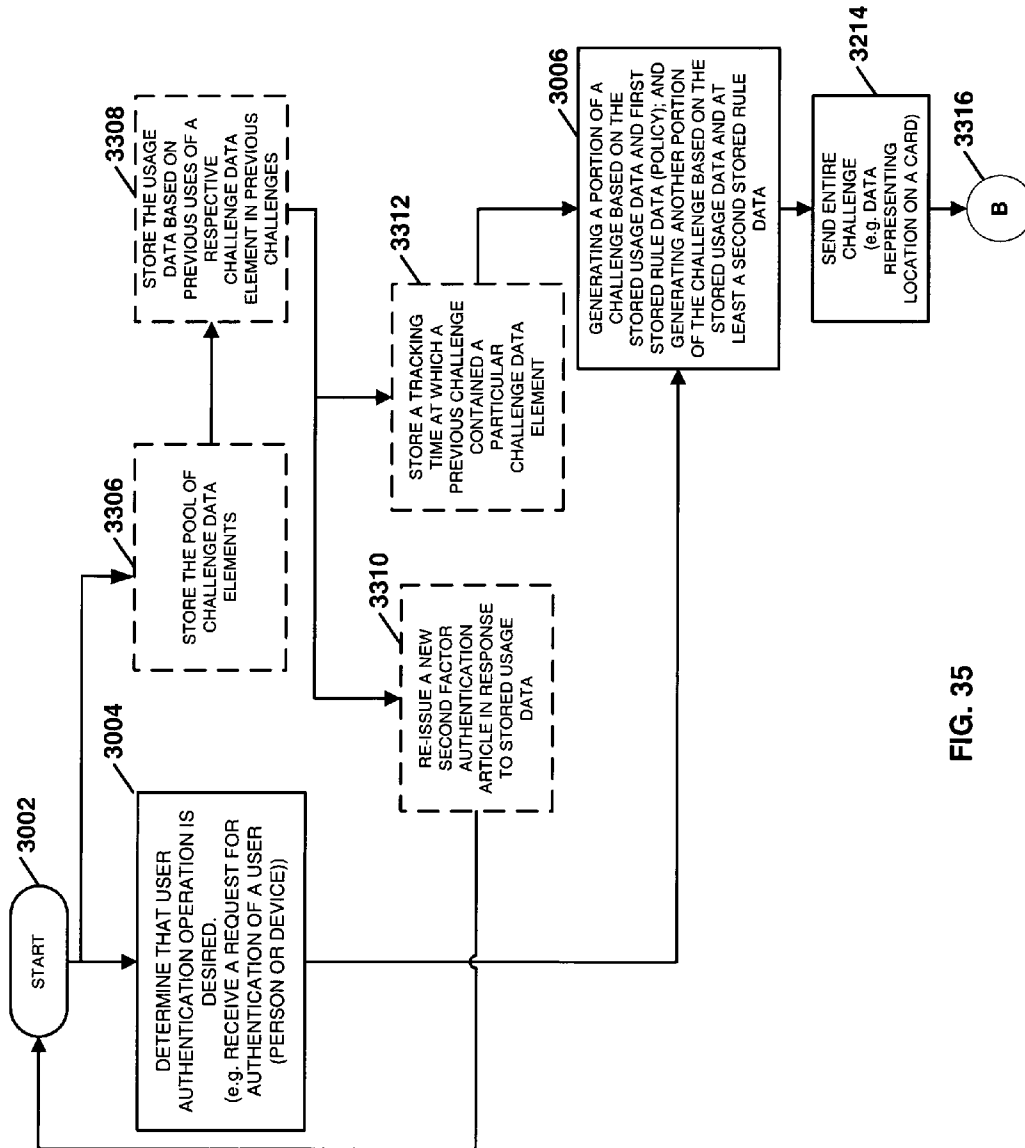 3002
START
3004
DETERMINE THAT USER
AUTHENTICATION OPERATION IS
DESIRED.
(e.g. RECEIVE A REQUEST FOR
AUTHENTICATION OF A USER
(PERSON OR DEVICE))
3306
STORE THE POOL OF
CHALLENGE DATA
ELEMENTS
3308
STORE THE USAGE
DATA BASED ON
PREVIOUS USES OF A
RESPECTIVE
CHALLENGE DATA
ELEMENT IN PREVIOUS
CHALLENGES
3310
RE-ISSUE A NEW
SECOND FACTOR
AUTHENTICATION
ARTICLE IN RESPONSE
TO STORED USAGE
DATA
3312
STORE A TRACKING
TIME AT WHICH A
PREVIOUS CHALLENGE
CONTAINED A
PARTICULAR
CHALLENGE DATA
ELEMENT
3006
GENERATING A PORTION OF A
CHALLENGE BASED ON THE
STORED USAGE DATA AND FIRST
STORED RULE DATA (POLICY); AND
GENERATING ANOTHER PORTION
OF THE CHALLENGE BASED ON THE
STORED USAGE DATA AND AT
LEAST A SECOND STORED RULE
DATA
3214
SEND ENTIRE
CHALLENGE
(e.g. DATA
REPRESENTING
LOCATION ON A CARD)
3316
B
FIG. 35